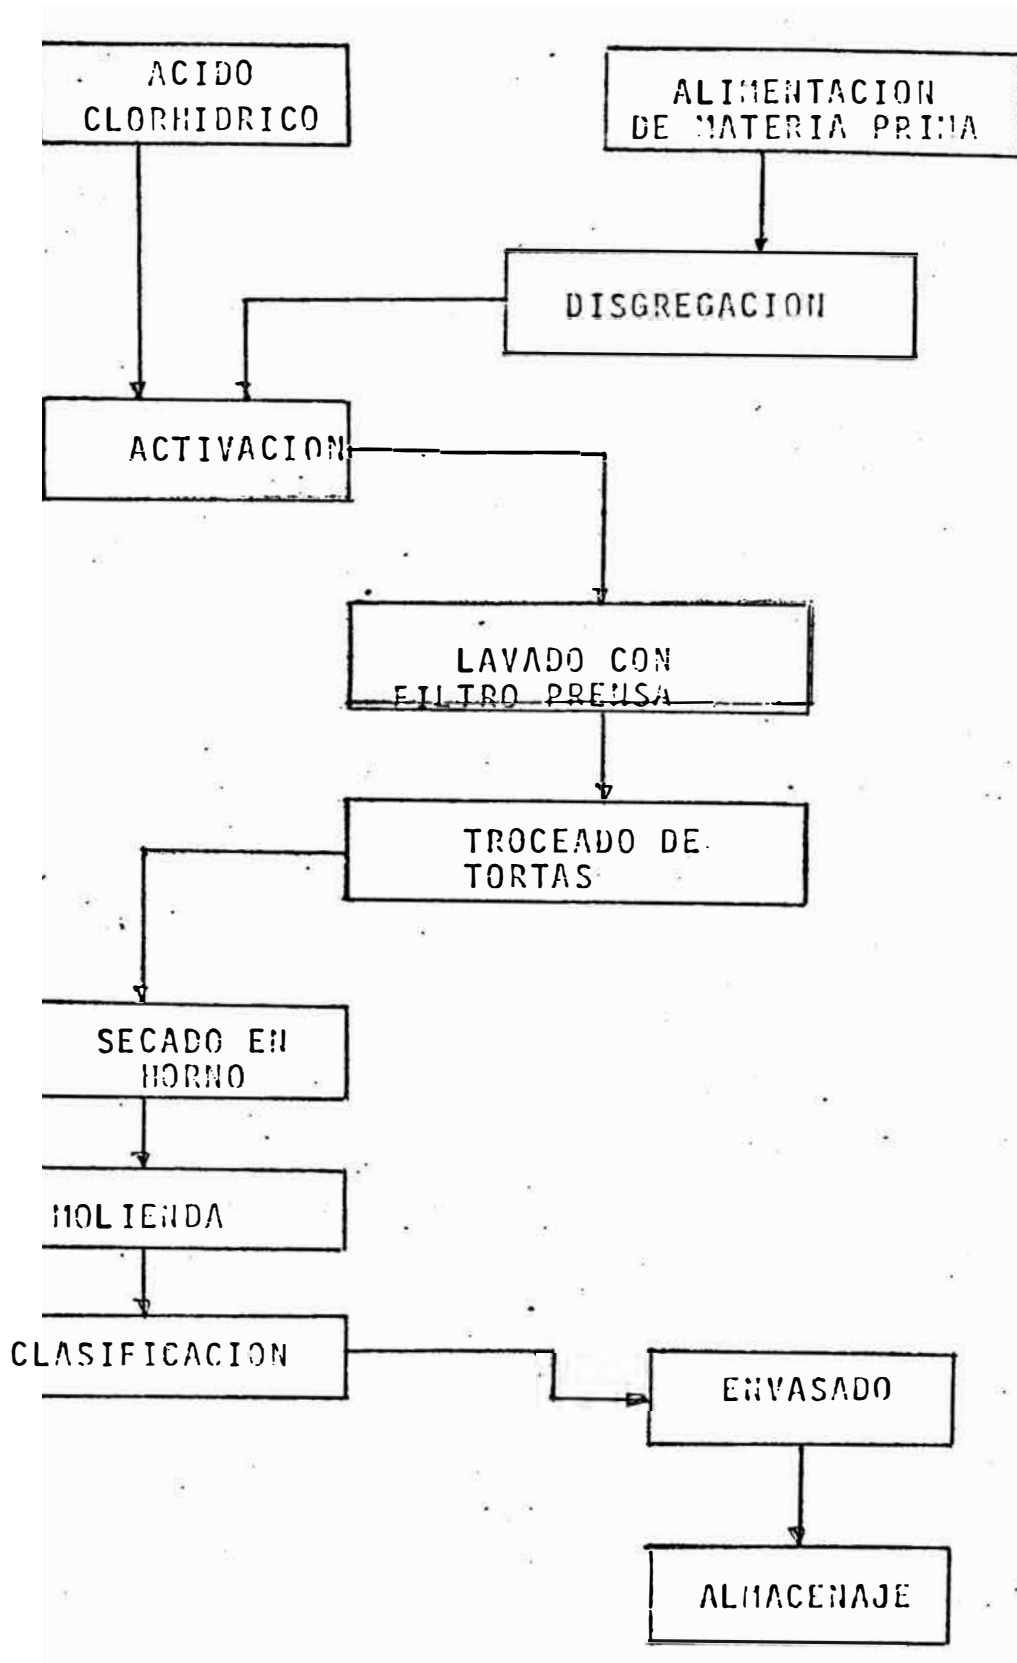 ACIDO
CLORHIDRICO
ALIMENTACION
DE MATERIA PRIMA
DISGREGACION
ACTIVACION
LAVADO CON
FILTRO PRENSA
TROCEADO DE
TORTAS
SECADO EN
HORNO
MOLIENDA
CLASIFICACION
ENVASADO
ALMACENAJE